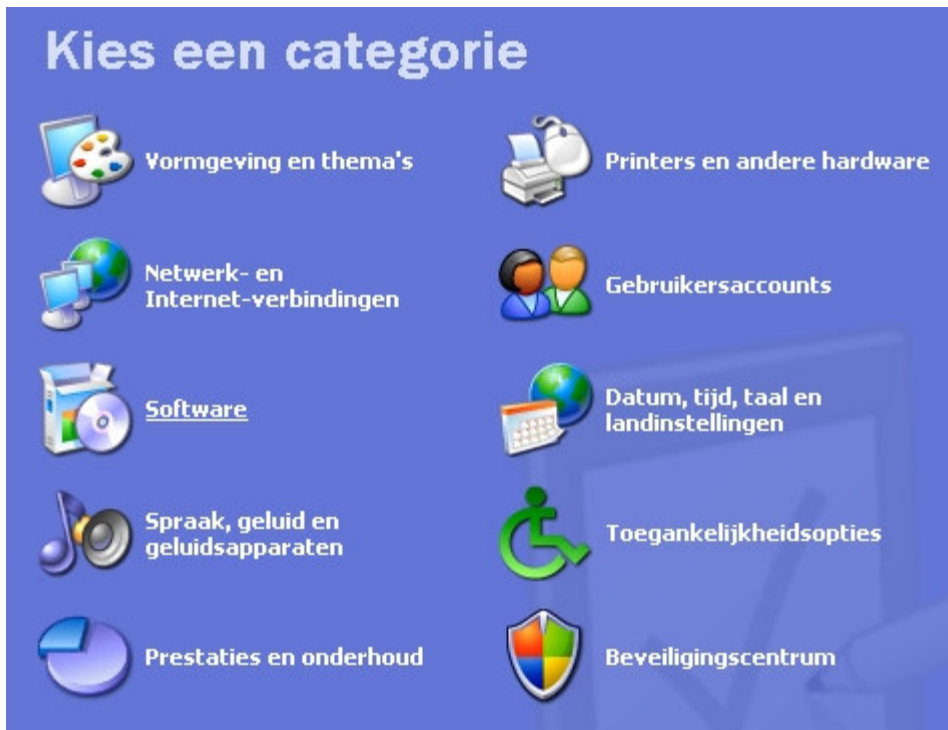 Kies een categorie
Vormgeving en thema's
Printers en andere hardware
Netwerk- en
Internet-verbindingen
Gebruikersaccounts
Software
Datum, tijd, taal en
landinstellingen
Spraak, geluid en
geluidsapparaten
Toegankelijkheidsopties
Prestaties en onderhoud
Beveiligingscentrum